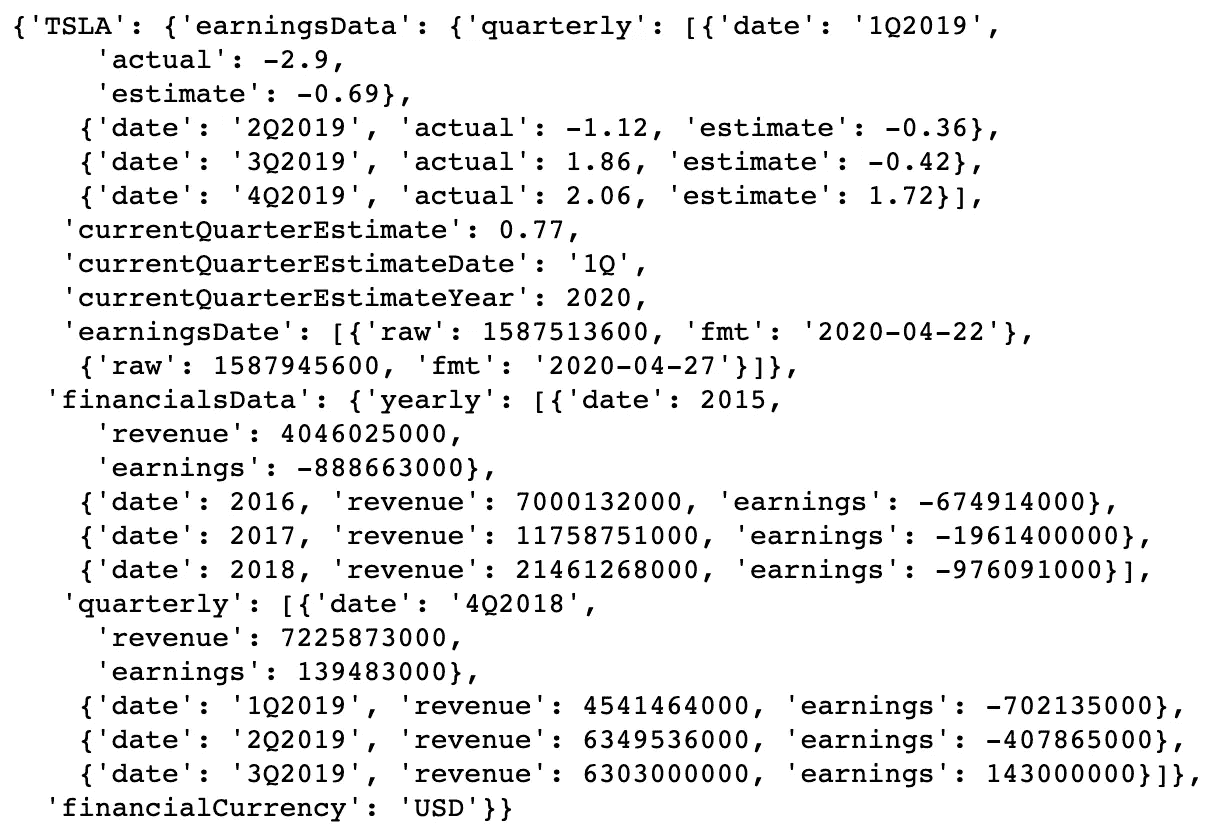 {'TSLA': {'earningsData': {'quarterly': [{'date': '1Q2019',
'actual': -2.9,
'estimate': -0.69},
{'date': '2Q2019', 'actual': -1.12, 'estimate': -0.36},
{'date': '3Q2019', 'actual': 1.86, 'estimate': -0.42},
{'date': '4Q2019', 'actual': 2.06, 'estimate': 1.72}],
'currentQuarterEstimate': 0.77,
'currentQuarterEstimateDate': '1Q',
'currentQuarterEstimateYear': 2020,
'earningsDate': [{'raw': 1587513600, 'fmt': '2020-04-22'},
{'raw': 1587945600, 'fmt': '2020-04-27'}]},
'financialsData': {'yearly': [{'date': 2015,
'revenue': 4046025000,
'earnings': -888663000},
{'date': 2016, 'revenue': 7000132000, 'earnings': -674914000},
{'date': 2017, 'revenue': 11758751000, 'earnings': -1961400000},
{'date': 2018, 'revenue': 21461268000, 'earnings': -976091000}],
'quarterly': [{'date': '4Q2018',
'revenue': 7225873000,
'earnings': 139483000},
{'date': '1Q2019', 'revenue': 4541464000, 'earnings': -702135000},
{'date': '2Q2019', 'revenue': 6349536000, 'earnings': -407865000},
{'date': '3Q2019', 'revenue': 6303000000, 'earnings': 143000000}]},
'financialCurrency': 'USD'}}